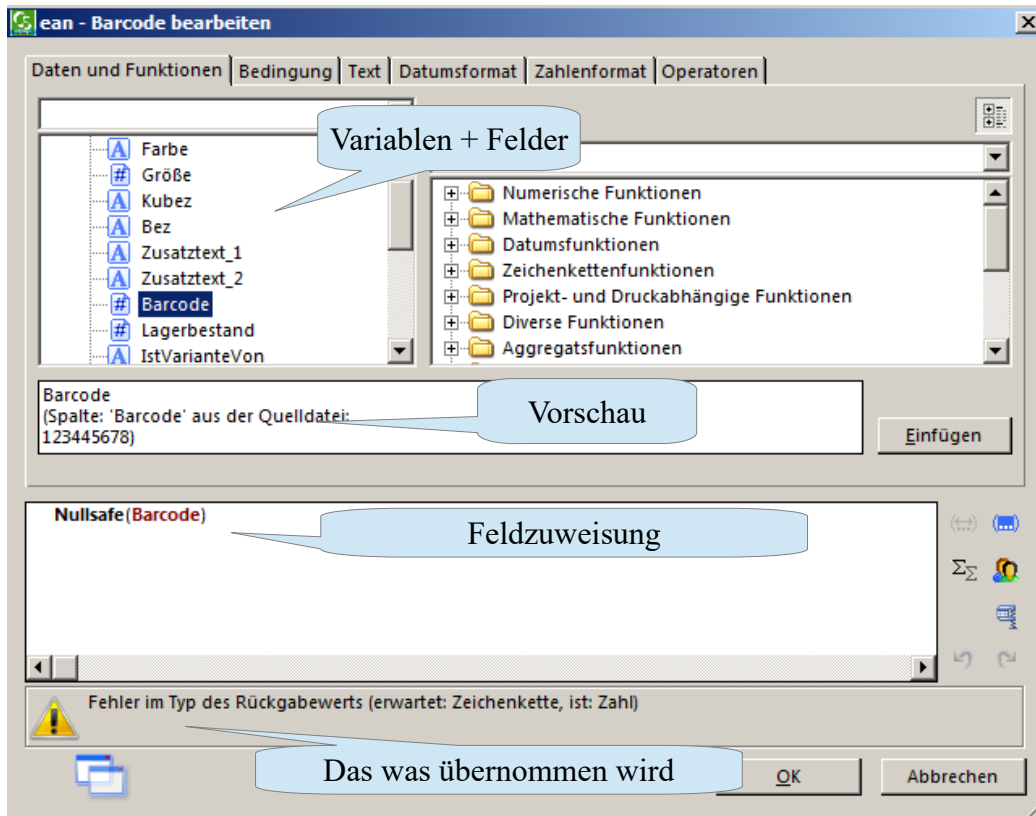 ean - Barcode bearbeiten
Daten und Funktionen Bedingung Text Datumsformat Zahlenformat Operatoren
Variablen + Felder
Farbe
Größe
Kubez
Bez
Zusatztext_1
Zusatztext_2
Barcode
Lagerbestand
IstVarianteVon
Numerische Funktionen
Mathematische Funktionen
Datumsfunktionen
Zeichenkettenfunktionen
Projekt- und Druckabhängige Funktionen
Diverse Funktionen
Aggregatsfunktionen
Barcode
(Spalte: 'Barcode' aus der Quelldatei:
123445678)
Vorschau
Einfügen
Nullsafe(Barcode)
Feldzuweisung
Fehler im Typ des Rückgabewerts (erwartet: Zeichenkette, ist: Zahl)
Das was übernommen wird
OK
Abbrechen